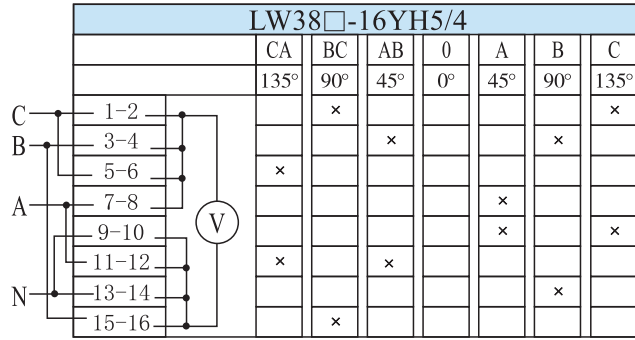 LW38□-16YH5/4
CA BC AB 0 A B C
135° 90° 45° 0° 45° 90° 135°
C 1-2 × ×
B 3-4 × ×
5-6 ×
A 7-8 ×
V
9-10 × ×
11-12 × ×
N 13-14 ×
15-16 ×